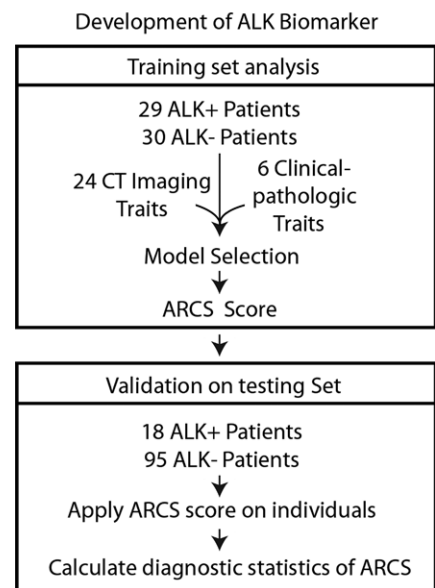 Development of ALK Biomarker
Training set analysis
29 ALK+ Patients
30 ALK- Patients
24 CT Imaging
Traits
6 Clinical-
pathologic
Traits
Model Selection
ARCS Score
Validation on testing Set
18 ALK+ Patients
95 ALK- Patients
Apply ARCS score on individuals
Calculate diagnostic statistics of ARCS